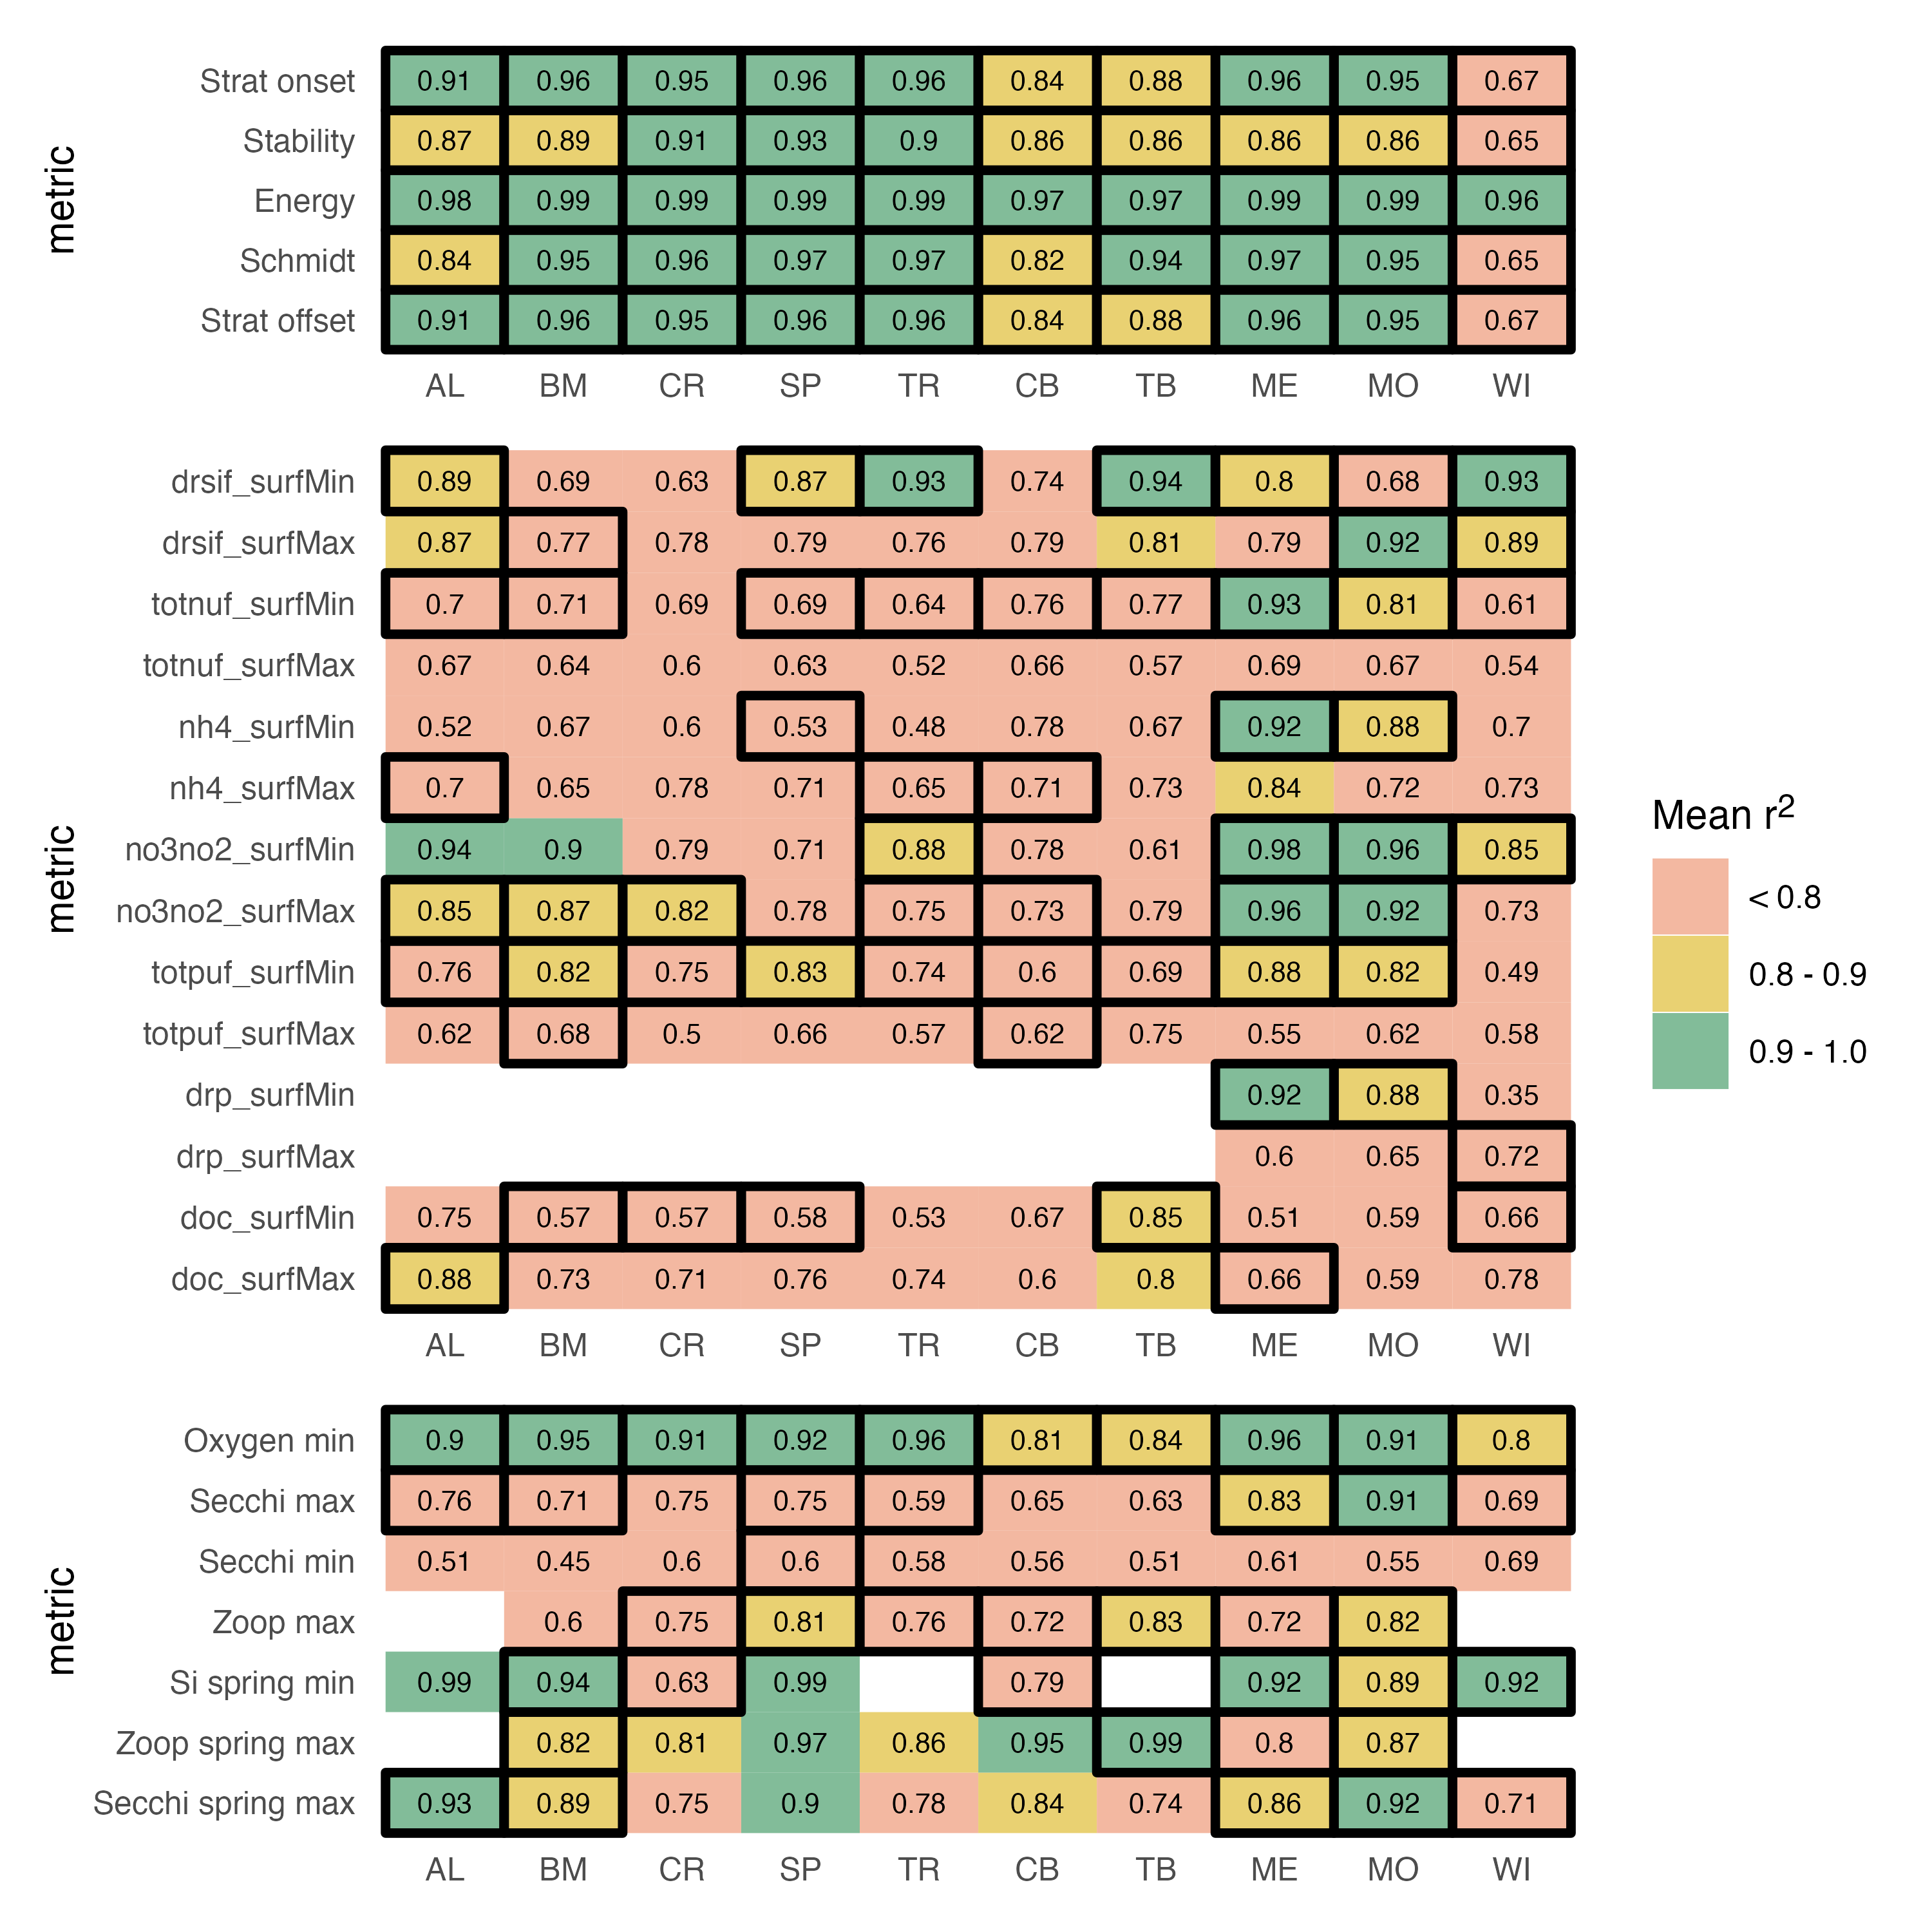 metric
Strat onset 0.91 0.96 0.95 0.96 0.96 0.84 0.88 0.96 0.95 0.67
Stability 0.87 0.89 0.91 0.93 0.9 0.86 0.86 0.86 0.86 0.65
Energy 0.98 0.99 0.99 0.99 0.99 0.97 0.97 0.99 0.99 0.96
Schmidt 0.84 0.95 0.96 0.97 0.97 0.82 0.94 0.97 0.95 0.65
Strat offset 0.91 0.96 0.95 0.96 0.96 0.84 0.88 0.96 0.95 0.67
AL BM CR SP TR CB TB ME MO WI
metric
drsif_surfMin 0.89 0.69 0.63 0.87 0.93 0.74 0.94 0.8 0.68 0.93
drsif_surfMax 0.87 0.77 0.78 0.79 0.76 0.79 0.81 0.79 0.92 0.89
totnuf_surfMin 0.7 0.71 0.69 0.69 0.64 0.76 0.77 0.93 0.81 0.61
totnuf_surfMax 0.67 0.64 0.6 0.63 0.52 0.66 0.57 0.69 0.67 0.54
nh4_surfMin 0.52 0.67 0.6 0.53 0.48 0.78 0.67 0.92 0.88 0.7
nh4_surfMax 0.7 0.65 0.78 0.71 0.65 0.71 0.73 0.84 0.72 0.73
no3no2_surfMin 0.94 0.9 0.79 0.71 0.88 0.78 0.61 0.98 0.96 0.85
no3no2_surfMax 0.85 0.87 0.82 0.78 0.75 0.73 0.79 0.96 0.92 0.73
totpuf_surfMin 0.76 0.82 0.75 0.83 0.74 0.6 0.69 0.88 0.82 0.49
totpuf_surfMax 0.62 0.68 0.5 0.66 0.57 0.62 0.75 0.55 0.62 0.58
drp_surfMin 0.92 0.88 0.35
drp_surfMax 0.6 0.65 0.72
doc_surfMin 0.75 0.57 0.57 0.58 0.53 0.67 0.85 0.51 0.59 0.66
doc_surfMax 0.88 0.73 0.71 0.76 0.74 0.6 0.8 0.66 0.59 0.78
AL BM CR SP TR CB TB ME MO WI
Mean r²
< 0.8
0.8 - 0.9
0.9 - 1.0
metric
Oxygen min 0.9 0.95 0.91 0.92 0.96 0.81 0.84 0.96 0.91 0.8
Secchi max 0.76 0.71 0.75 0.75 0.59 0.65 0.63 0.83 0.91 0.69
Secchi min 0.51 0.45 0.6 0.6 0.58 0.56 0.51 0.61 0.55 0.69
Zoop max 0.6 0.75 0.81 0.76 0.72 0.83 0.72 0.82
Si spring min 0.99 0.94 0.63 0.99 0.79 0.92 0.89 0.92
Zoop spring max 0.82 0.81 0.97 0.86 0.95 0.99 0.8 0.87
Secchi spring max 0.93 0.89 0.75 0.9 0.78 0.84 0.74 0.86 0.92 0.71
AL BM CR SP TR CB TB ME MO WI